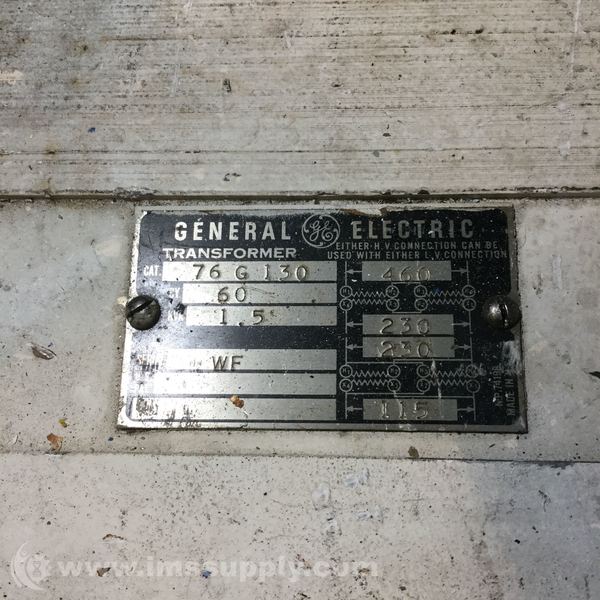 GENERAL GE ELECTRIC
TRANSFORMER
EITHER H.V. CONNECTION CAN BE
USED WITH EITHER L.V. CONNECTION
CAT. 76 G 130
60
1.5
WF
460
230
230
115
MADE IN
www.imssupply.com